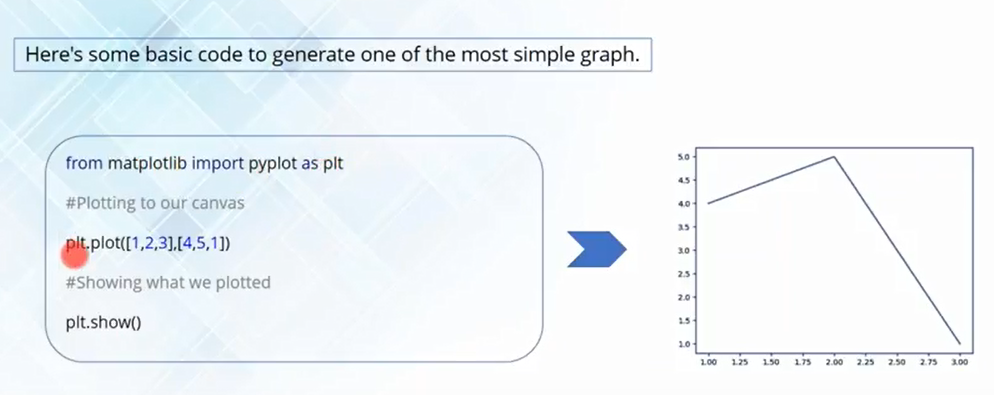 Here's some basic code to generate one of the most simple graph.
from matplotlib import pyplot as plt
#Plotting to our canvas
plt.plot([1,2,3],[4,5,1])
#Showing what we plotted
plt.show()
5.0
4.5
4.0
3.5
3.0
2.5
2.0
1.5
1.0
1.00 1.25 1.50 1.75 2.00 2.25 2.50 2.75 3.00